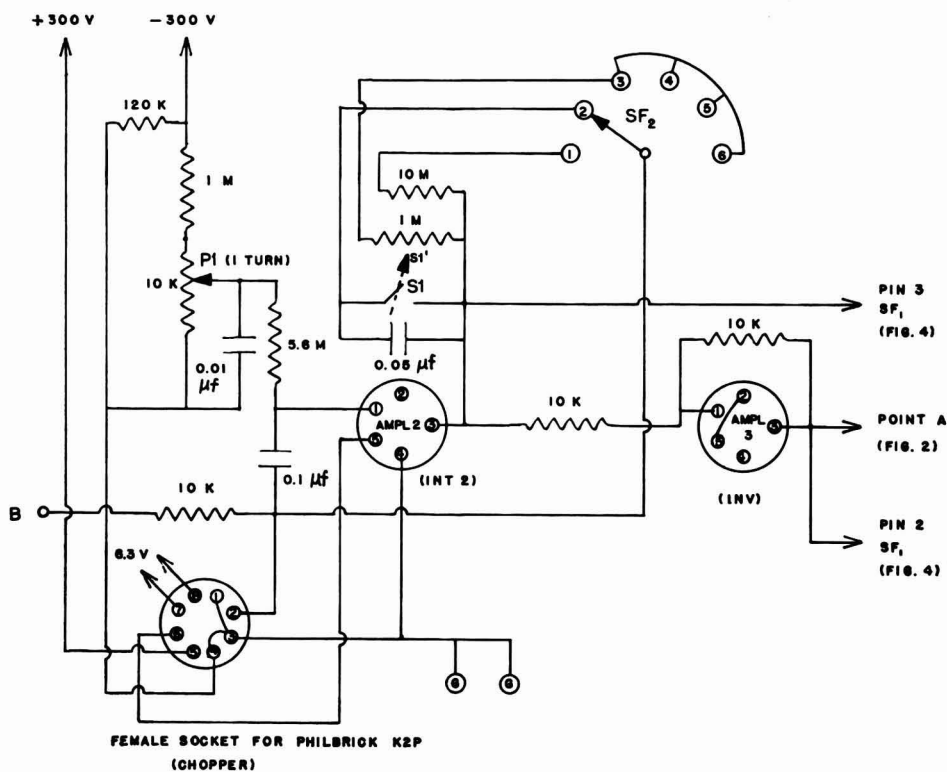 +300 V
-300 V
120 K
1 M
P1 (1 TURN)
10 K
0.01 µf
5.6 M
0.1 µf
10 M
1 M
S1'
S1
0.05 µf
SF2
1
2
3
4
5
6
PIN 3
SF1
(FIG. 4)
1
2
3
4
5
AMPL 2
(INT 2)
10 K
10 K
1
2
3
4
5
AMPL 3
(INV)
POINT A
(FIG. 2)
PIN 2
SF1
(FIG. 4)
B
10 K
6.3 V
1
2
3
4
5
6
7
8
G
G
FEMALE SOCKET FOR PHILBRICK K2P
(CHOPPER)